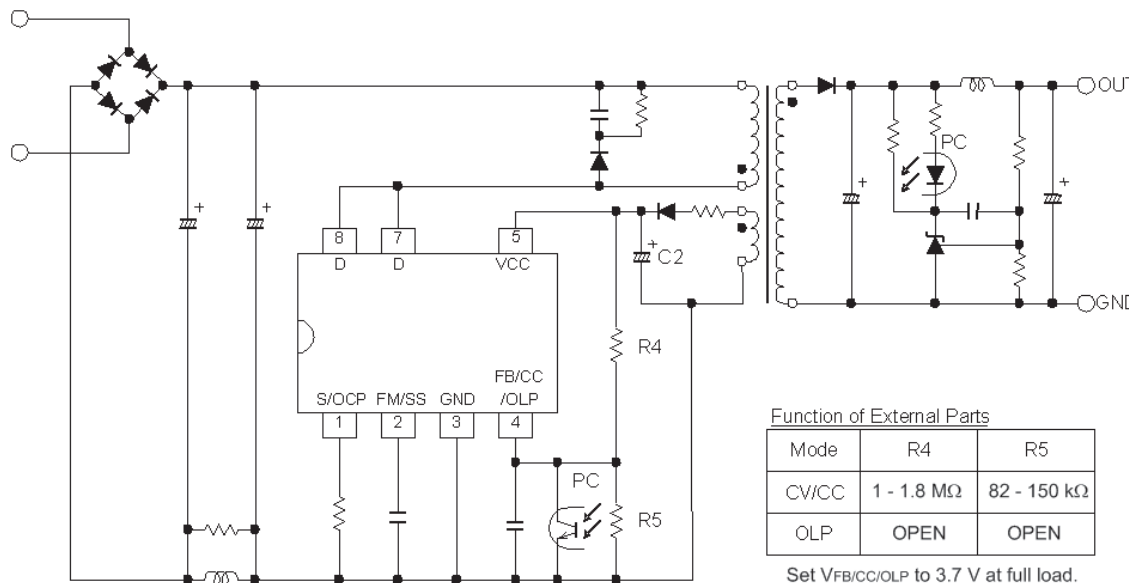 OUT
PC
+
+
+
+
8
7
5
+
C2
D
D
VCC
GND
R4
FB/CC
S/OCP
FM/SS
GND
/OLP
1
2
3
4
PC
R5
Function of External Parts
Mode R4 R5
CV/CC 1 - 1.8 MΩ 82 - 150 kΩ
OLP OPEN OPEN
Set VFB/CC/OLP to 3.7 V at full load.